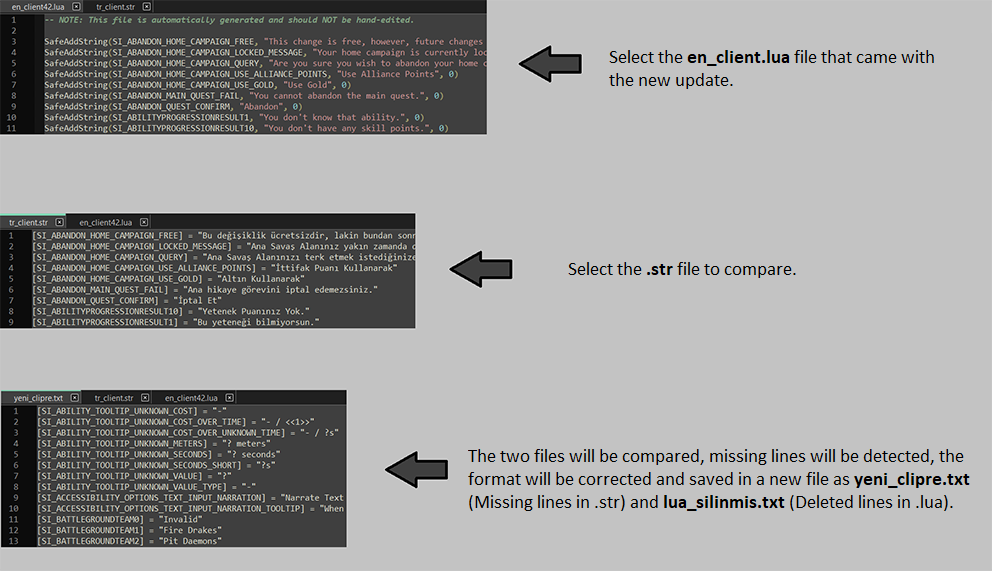 en_client42.lua tr_client.str
1 -- NOTE: This file is automatically generated and should NOT be hand-edited.
2
3 SafeAddString(SI_ABANDON_HOME_CAMPAIGN_FREE, "This change is free, however, future changes
4 SafeAddString(SI_ABANDON_HOME_CAMPAIGN_LOCKED_MESSAGE, "Your home campaign is currently loc
5 SafeAddString(SI_ABANDON_HOME_CAMPAIGN_QUERY, "Are you sure you wish to abandon your home c
6 SafeAddString(SI_ABANDON_HOME_CAMPAIGN_USE_ALLIANCE_POINTS, "Use Alliance Points", 0)
7 SafeAddString(SI_ABANDON_HOME_CAMPAIGN_USE_GOLD, "Use Gold", 0)
8 SafeAddString(SI_ABANDON_MAIN_QUEST_FAIL, "You cannot abandon the main quest.", 0)
9 SafeAddString(SI_ABANDON_QUEST_CONFIRM, "Abandon", 0)
10 SafeAddString(SI_ABILITYPROGRESSIONRESULT1, "You don't know that ability.", 0)
11 SafeAddString(SI_ABILITYPROGRESSIONRESULT10, "You don't have any skill points.", 0)
Select the en_client.lua file that came with
the new update.
tr_client.str en_client42.lua
1 [SI_ABANDON_HOME_CAMPAIGN_FREE] = "Bu değişiklik ücretsizdir, lakin bundan sonr
2 [SI_ABANDON_HOME_CAMPAIGN_LOCKED_MESSAGE] = "Ana Savaş Alanınız yakın zamanda d
3 [SI_ABANDON_HOME_CAMPAIGN_QUERY] = "Ana Savaş Alanınızı terk etmek istediğinize
4 [SI_ABANDON_HOME_CAMPAIGN_USE_ALLIANCE_POINTS] = "İttifak Puanı Kullanarak"
5 [SI_ABANDON_HOME_CAMPAIGN_USE_GOLD] = "Altın Kullanarak"
6 [SI_ABANDON_MAIN_QUEST_FAIL] = "Ana hikaye görevini iptal edemezsiniz."
7 [SI_ABANDON_QUEST_CONFIRM] = "İptal Et"
8 [SI_ABILITYPROGRESSIONRESULT10] = "Yetenek Puanınız Yok."
9 [SI_ABILITYPROGRESSIONRESULT1] = "Bu yeteneği bilmiyorsun."
Select the .str file to compare.
yeni_clipre.txt tr_client.str en_client42.lua
1 [SI_ABILITY_TOOLTIP_UNKNOWN_COST] = "-"
2 [SI_ABILITY_TOOLTIP_UNKNOWN_COST_OVER_TIME] = "- / <<1>>"
3 [SI_ABILITY_TOOLTIP_UNKNOWN_COST_OVER_UNKNOWN_TIME] = "- / ?s"
4 [SI_ABILITY_TOOLTIP_UNKNOWN_METERS] = "? meters"
5 [SI_ABILITY_TOOLTIP_UNKNOWN_SECONDS] = "? seconds"
6 [SI_ABILITY_TOOLTIP_UNKNOWN_SECONDS_SHORT] = "?s"
7 [SI_ABILITY_TOOLTIP_UNKNOWN_VALUE] = "?"
8 [SI_ABILITY_TOOLTIP_UNKNOWN_VALUE_TYPE] = "-"
9 [SI_ACCESSIBILITY_OPTIONS_TEXT_INPUT_NARRATION] = "Narrate Text
10 [SI_ACCESSIBILITY_OPTIONS_TEXT_INPUT_NARRATION_TOOLTIP] = "When
11 [SI_BATTLEGROUNDTEAM0] = "Invalid"
12 [SI_BATTLEGROUNDTEAM1] = "Fire Drakes"
13 [SI_BATTLEGROUNDTEAM2] = "Pit Daemons"
The two files will be compared, missing lines will be detected, the
format will be corrected and saved in a new file as yeni_clipre.txt
(Missing lines in .str) and lua_silinmis.txt (Deleted lines in .lua).